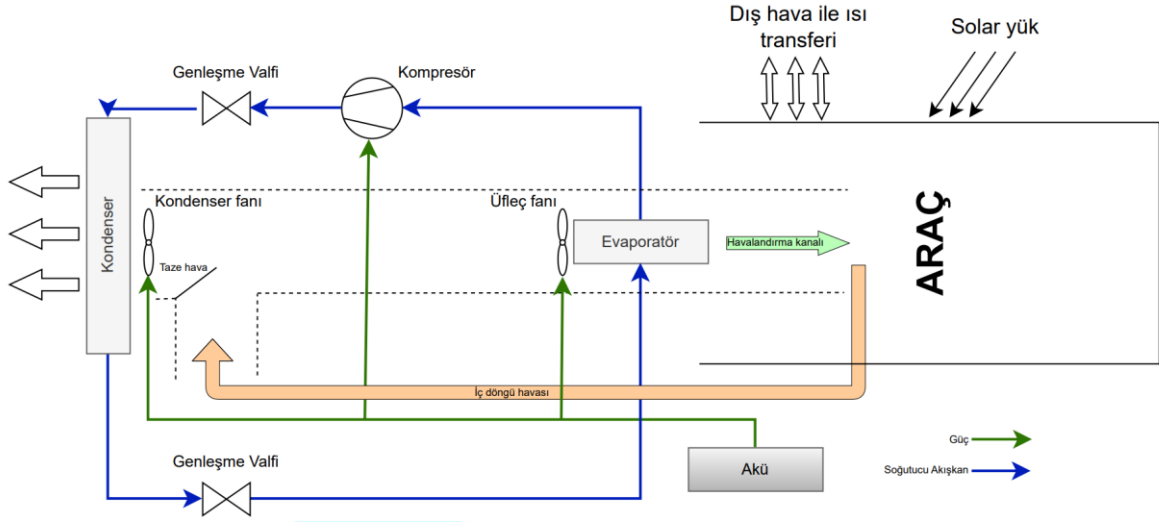 Dış hava ile ısı
transferi
Solar yük
Genleşme Valfi
Kompresör
Kondenser
Kondenser fanı
Üfleç fanı
Evaporatör
Havalandırma kanalı
ARAÇ
Taze hava
İç döngü havası
Güç
Soğutucu Akışkan
Akü
Genleşme Valfi